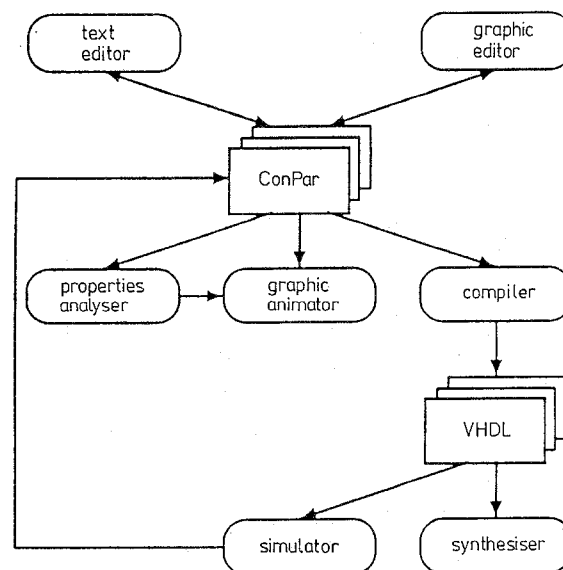 text
editor
graphic
editor
ConPar
properties
analyser
graphic
animator
compiler
VHDL
simulator
synthesiser